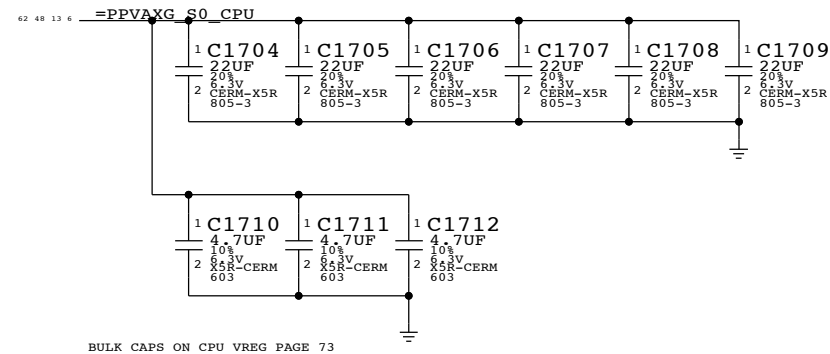 62 48 13 6 =PPVAXG_S0_CPU
1 C1704
22UF
20%
6.3V
2 CERM-X5R
805-3
1 C1705
22UF
20%
6.3V
2 CERM-X5R
805-3
1 C1706
22UF
20%
6.3V
2 CERM-X5R
805-3
1 C1707
22UF
20%
6.3V
2 CERM-X5R
805-3
1 C1708
22UF
20%
6.3V
2 CERM-X5R
805-3
1 C1709
22UF
20%
6.3V
2 CERM-X5R
805-3
1 C1710
4.7UF
10%
6.3V
2 X5R-CERM
603
1 C1711
4.7UF
10%
6.3V
2 X5R-CERM
603
1 C1712
4.7UF
10%
6.3V
2 X5R-CERM
603
BULK CAPS ON CPU VREG PAGE 73